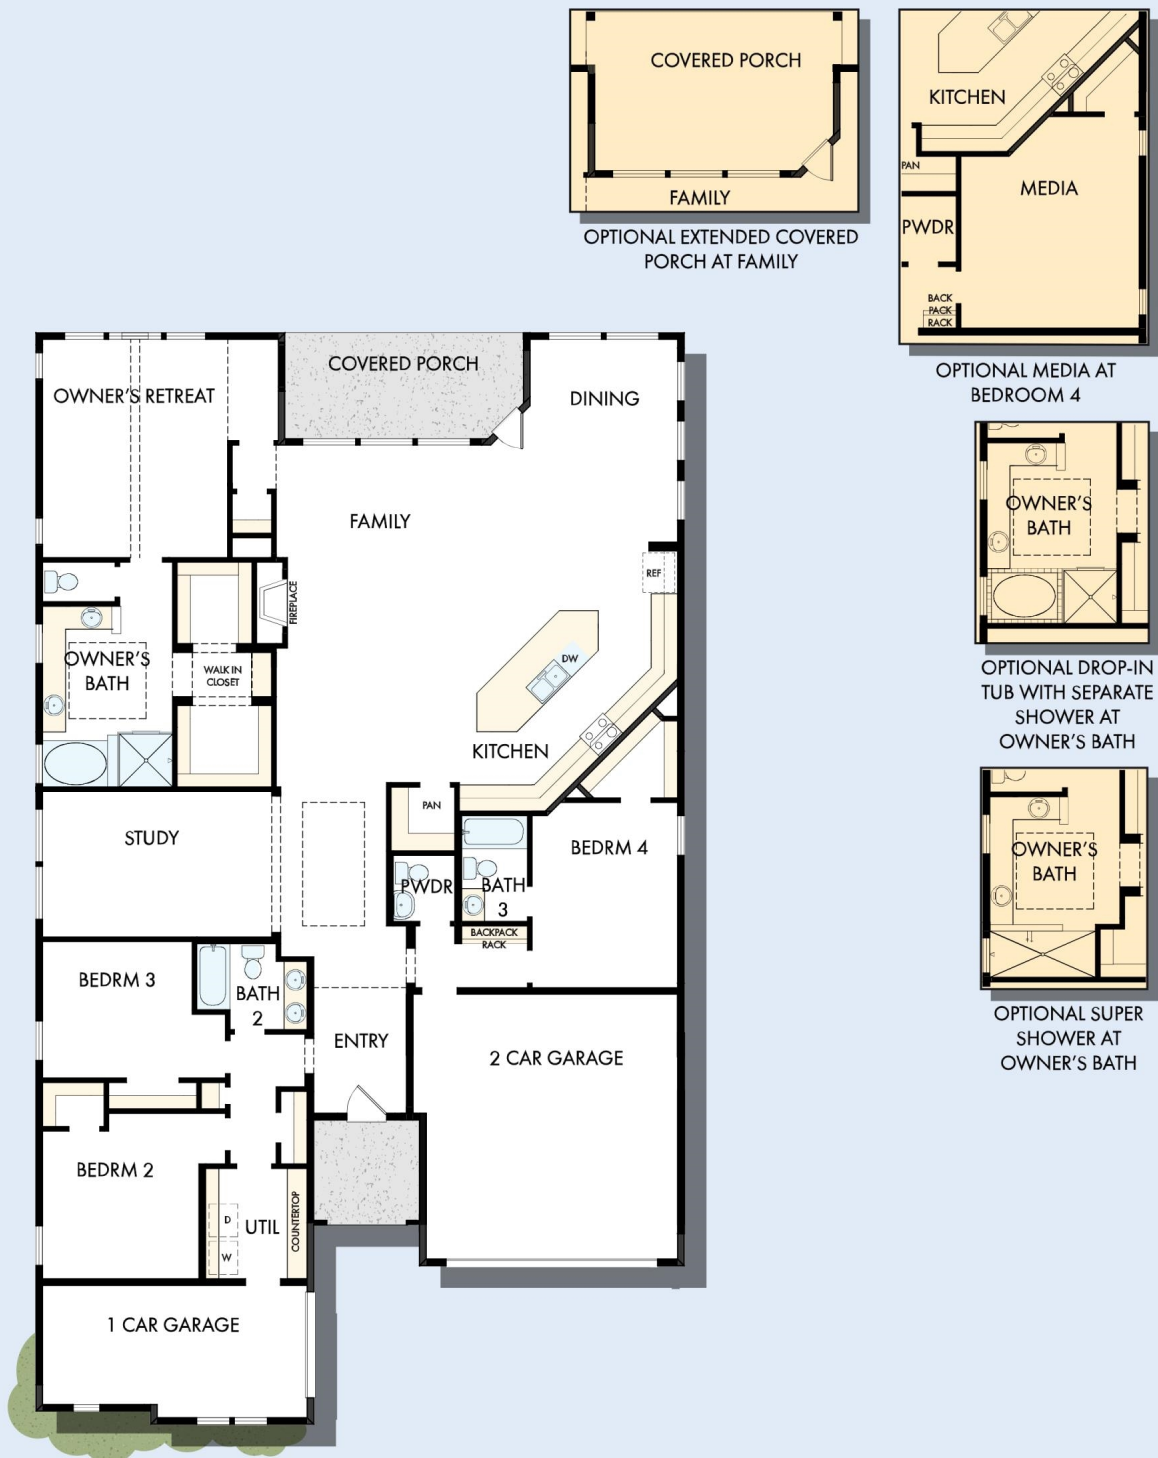 COVERED PORCH
FAMILY
OPTIONAL EXTENDED COVERED
PORCH AT FAMILY
KITCHEN
PAN
MEDIA
PWDR
BACK
PACK
RACK
OPTIONAL MEDIA AT
BEDROOM 4
OWNER'S
BATH
OPTIONAL DROP-IN
TUB WITH SEPARATE
SHOWER AT
OWNER'S BATH
OWNER'S
BATH
OPTIONAL SUPER
SHOWER AT
OWNER'S BATH
COVERED PORCH
OWNER'S RETREAT
DINING
FAMILY
REF
FIREPLACE
OWNER'S
BATH
WALK IN
CLOSET
DW
KITCHEN
PAN
STUDY
BEDRM 4
PWDR
BATH
3
BACKPACK
RACK
BEDRM 3
BATH
2
ENTRY
2 CAR GARAGE
BEDRM 2
D
W
UTIL
COUNTERTOP
1 CAR GARAGE